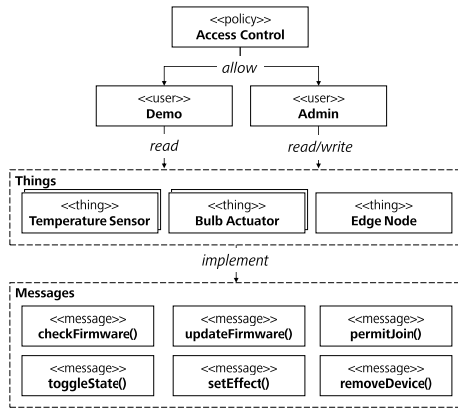 <<policy>>
Access Control
allow
<<user>>
Demo
<<user>>
Admin
read
read/write
Things
<<thing>>
Temperature Sensor
<<thing>>
Bulb Actuator
<<thing>>
Edge Node
implement
Messages
<<message>>
checkFirmware()
<<message>>
updateFirmware()
<<message>>
permitJoin()
<<message>>
toggleState()
<<message>>
setEffect()
<<message>>
removeDevice()